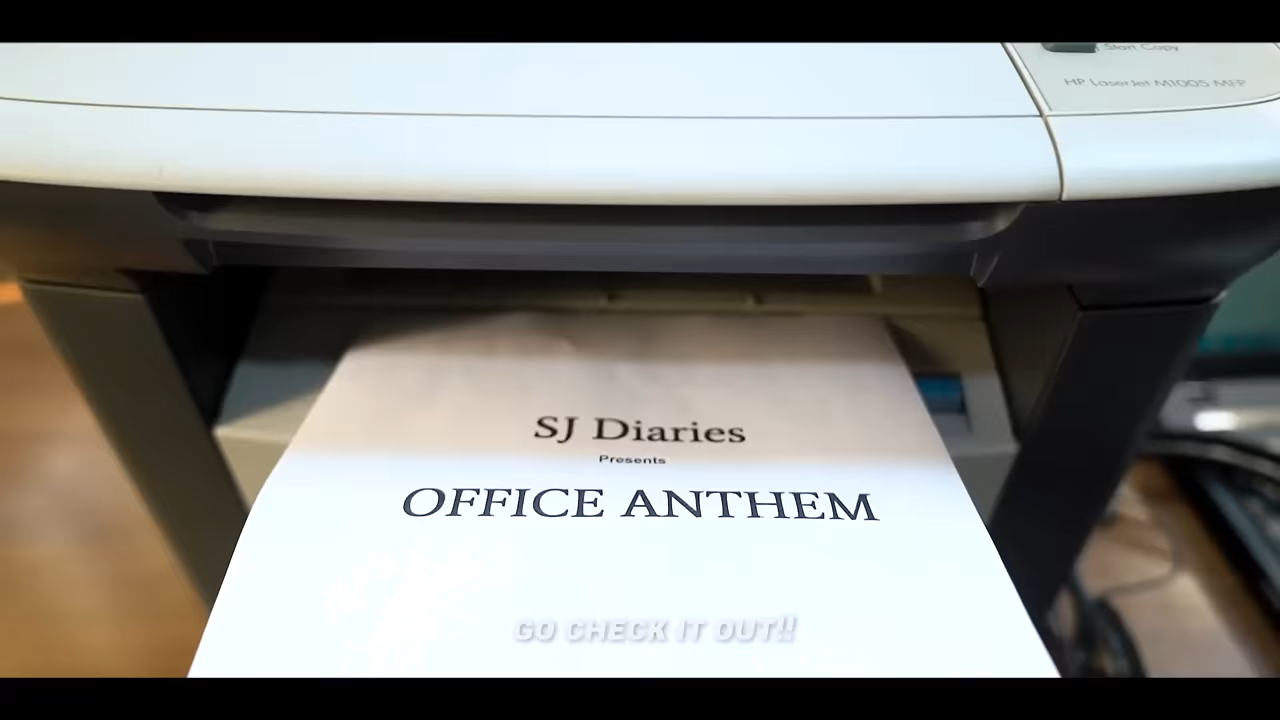 Start Copy
HP LaserJet M1005 MFP
SJ Diaries
Presents
OFFICE ANTHEM
GO CHECK IT OUT!!